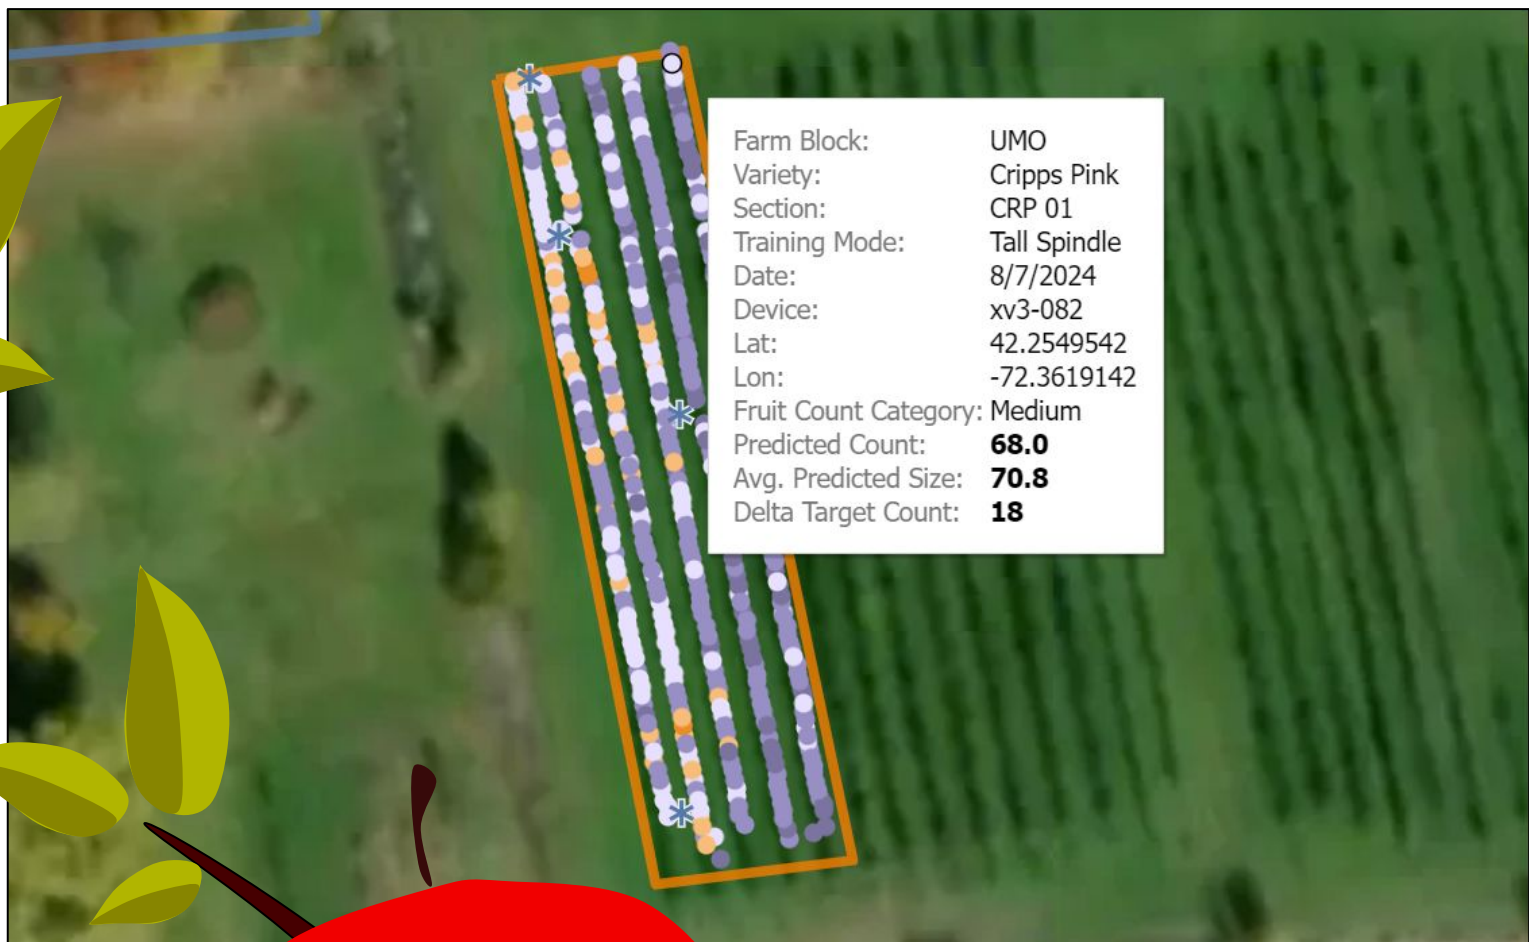 Farm Block: UMO
Variety: Cripps Pink
Section: CRP 01
Training Mode: Tall Spindle
Date: 8/7/2024
Device: xv3-082
Lat: 42.2549542
Lon: -72.3619142
Fruit Count Category: Medium
Predicted Count: 68.0
Avg. Predicted Size: 70.8
Delta Target Count: 18